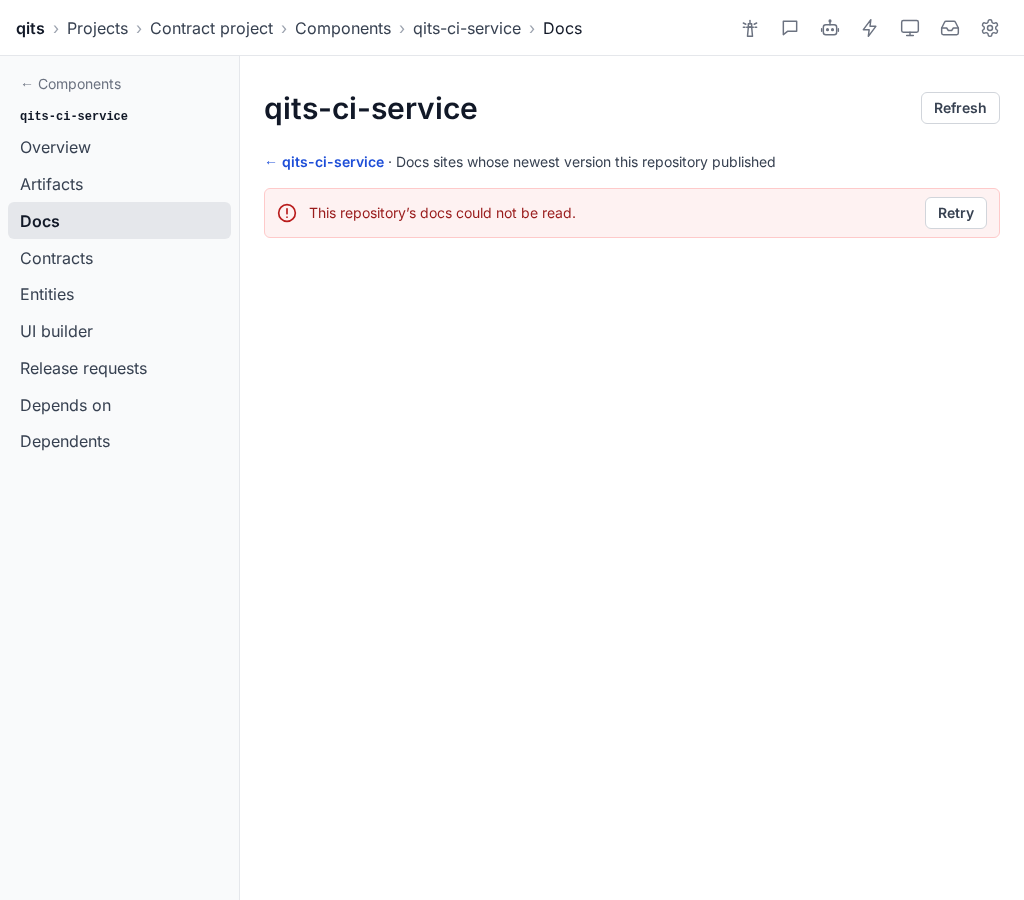 qits › Projects › Contract project › Components › qits-ci-service › Docs
← Components
qits-ci-service
Overview
Artifacts
Docs
Contracts
Entities
UI builder
Release requests
Depends on
Dependents
qits-ci-service
Refresh
← qits-ci-service · Docs sites whose newest version this repository published
This repository’s docs could not be read.
Retry